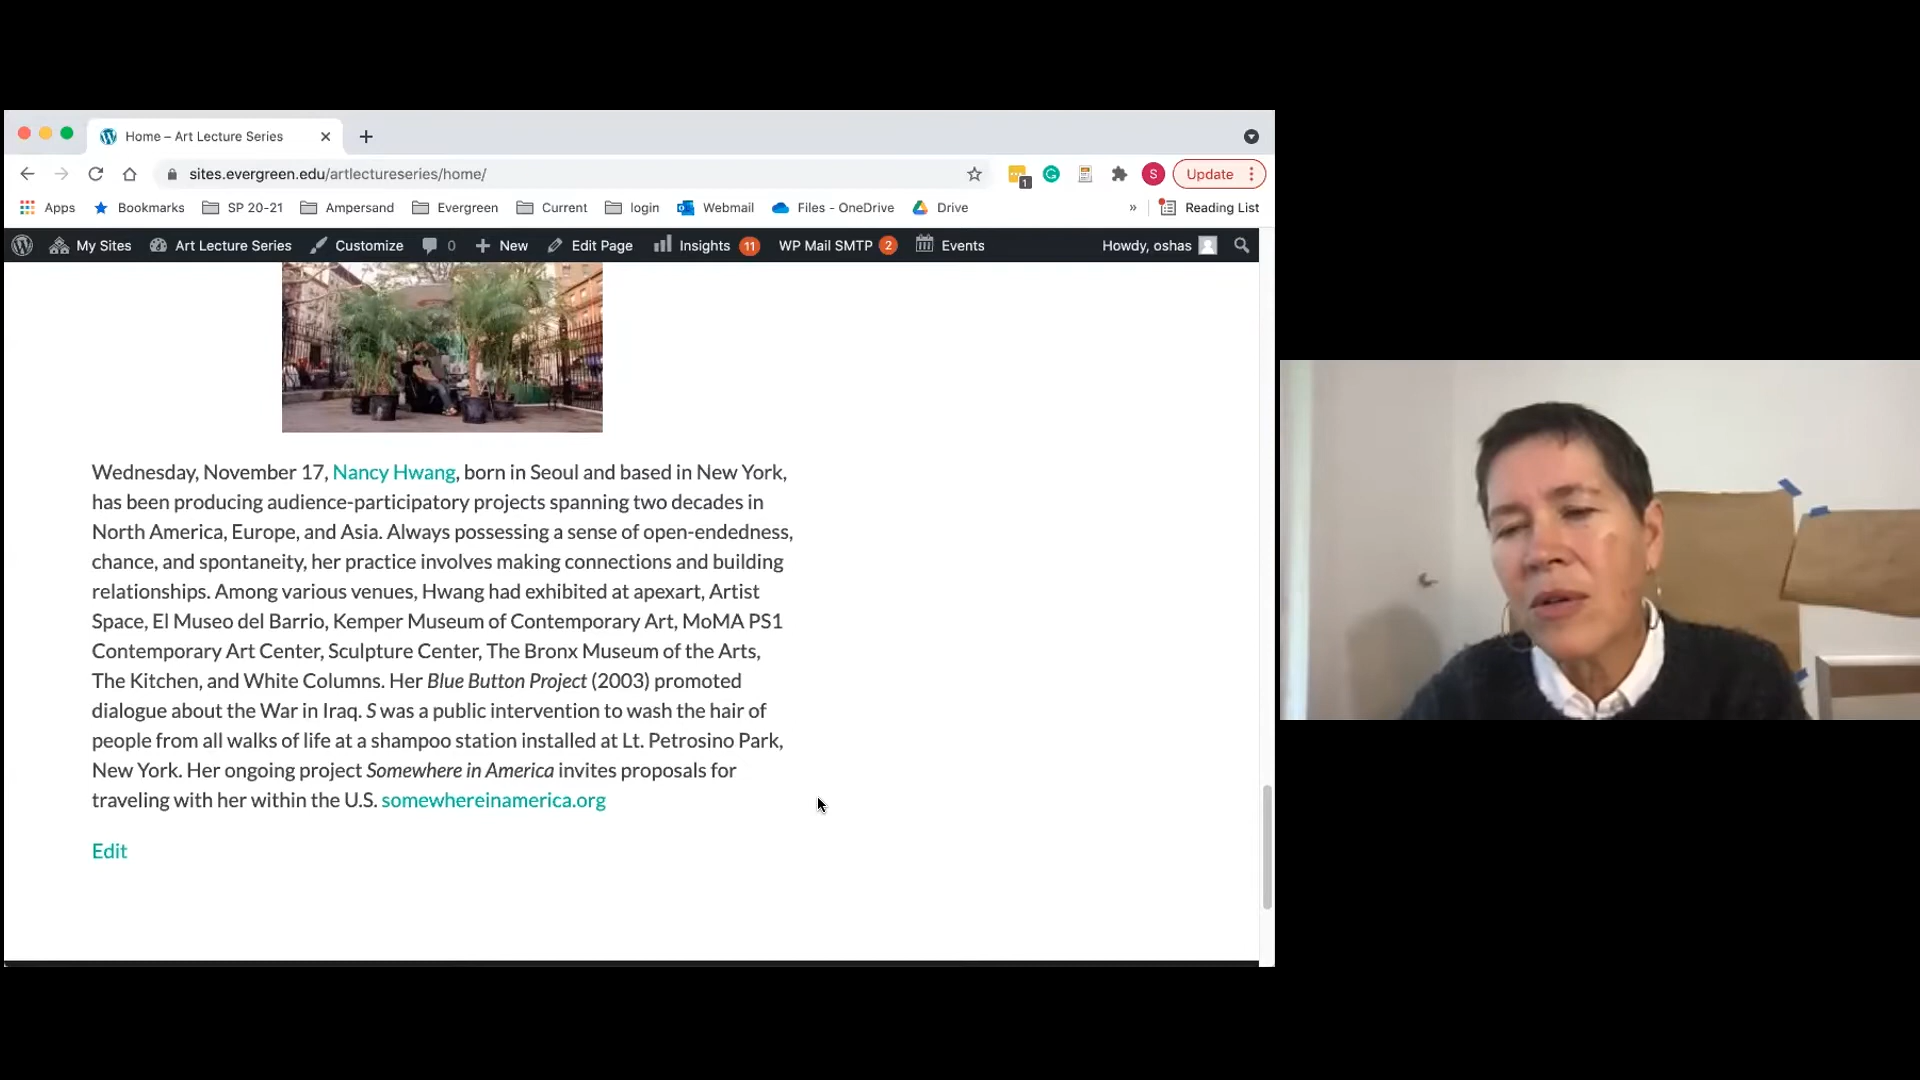 Home – Art Lecture Series
sites.evergreen.edu/artlectureseries/home/
1
G
S
Update
Apps
Bookmarks
SP 20-21
Ampersand
Evergreen
Current
login
Webmail
Files - OneDrive
Drive
»
Reading List
My Sites
Art Lecture Series
Customize
0
New
Edit Page
Insights 11
WP Mail SMTP 2
Events
Howdy, oshas
Wednesday, November 17, Nancy Hwang, born in Seoul and based in New York,
has been producing audience-participatory projects spanning two decades in
North America, Europe, and Asia. Always possessing a sense of open-endedness,
chance, and spontaneity, her practice involves making connections and building
relationships. Among various venues, Hwang had exhibited at apexart, Artist
Space, El Museo del Barrio, Kemper Museum of Contemporary Art, MoMA PS1
Contemporary Art Center, Sculpture Center, The Bronx Museum of the Arts,
The Kitchen, and White Columns. Her Blue Button Project (2003) promoted
dialogue about the War in Iraq. S was a public intervention to wash the hair of
people from all walks of life at a shampoo station installed at Lt. Petrosino Park,
New York. Her ongoing project Somewhere in America invites proposals for
traveling with her within the U.S. somewhereinamerica.org
Edit